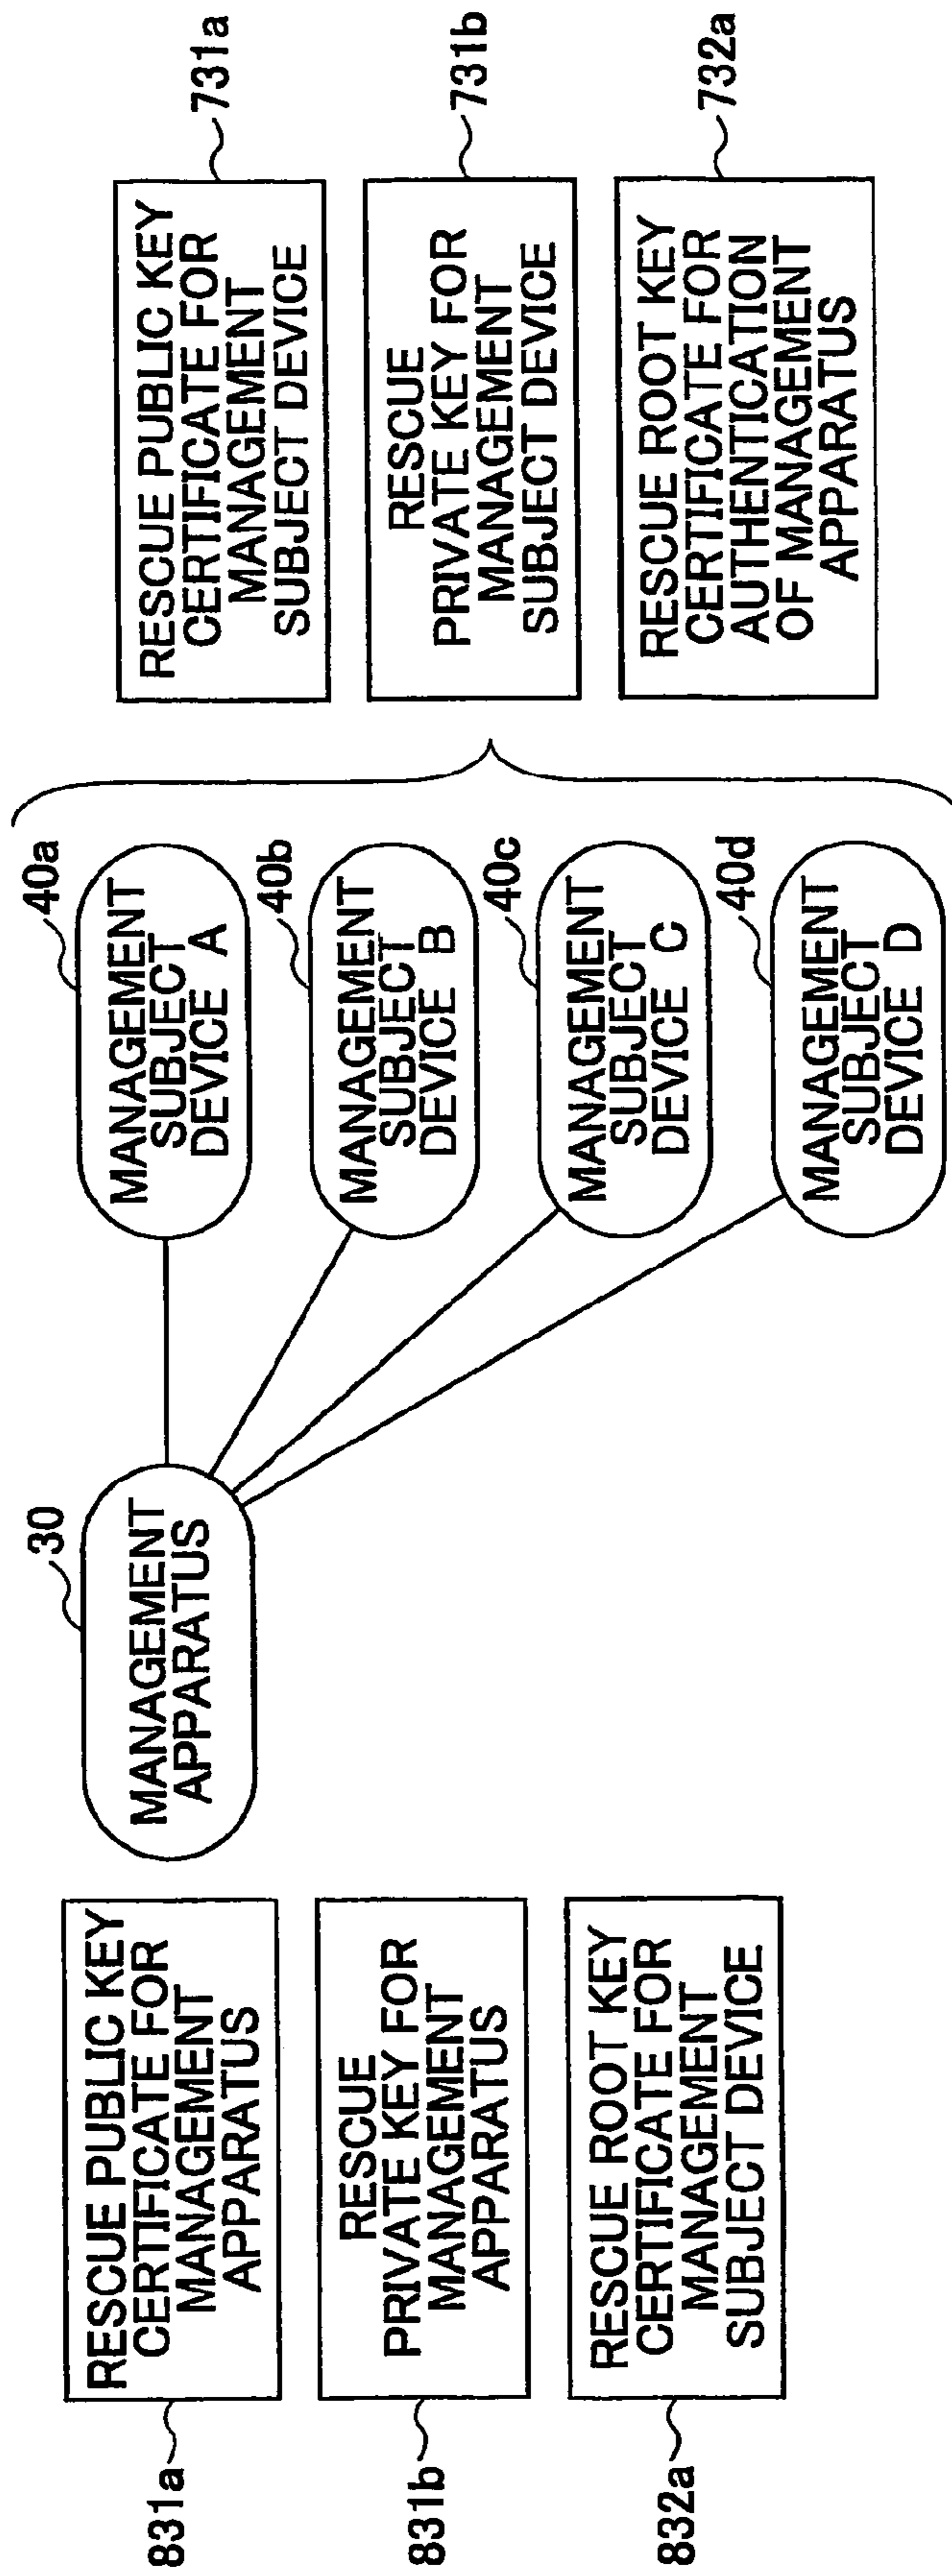 831a
RESCUE PUBLIC KEY
CERTIFICATE FOR
MANAGEMENT
APPARATUS
831b
RESCUE
PRIVATE KEY FOR
MANAGEMENT
APPARATUS
832a
RESCUE ROOT KEY
CERTIFICATE FOR
MANAGEMENT
SUBJECT DEVICE
30
MANAGEMENT
APPARATUS
40a
MANAGEMENT
SUBJECT
DEVICE A
40b
MANAGEMENT
SUBJECT
DEVICE B
40c
MANAGEMENT
SUBJECT
DEVICE C
40d
MANAGEMENT
SUBJECT
DEVICE D
RESCUE PUBLIC KEY
CERTIFICATE FOR
MANAGEMENT
SUBJECT DEVICE
731a
RESCUE
PRIVATE KEY FOR
MANAGEMENT
SUBJECT DEVICE
731b
RESCUE ROOT KEY
CERTIFICATE FOR
AUTHENTICATION
OF MANAGEMENT
APPARATUS
732a